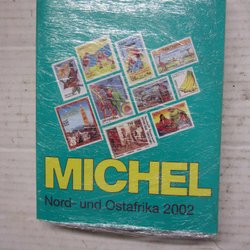 MICHEL
Nord- und Ostafrika 2002